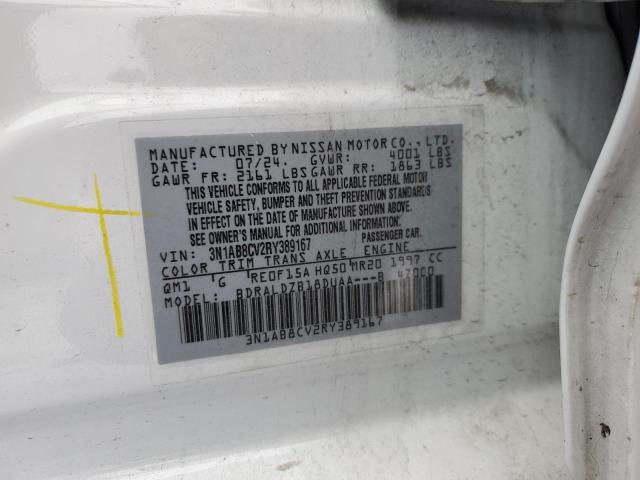 MANUFACTURED BY NISSAN MOTOR CO., LTD.
DATE: 07/24. GVWR: 4001 LBS
GAWR FR: 2161 LBS GAWR RR: 1863 LBS
THIS VEHICLE CONFORMS TO ALL APPLICABLE FEDERAL MOTOR
VEHICLE SAFETY, BUMPER AND THEFT PREVENTION STANDARDS
IN EFFECT ON THE DATE OF MANUFACTURE SHOWN ABOVE.
SEE OWNER'S MANUAL
VIN: 3N1AB8CV2RY389167 PASSENGER CAR.
COLOR TRIM TRANS AXLE ENGINE
QM1 G RE0F15A HQ50 MR20 1997 CC
MODEL: BDRALDZB18DUAA---B 47000
3N1AB8CV2RY389167